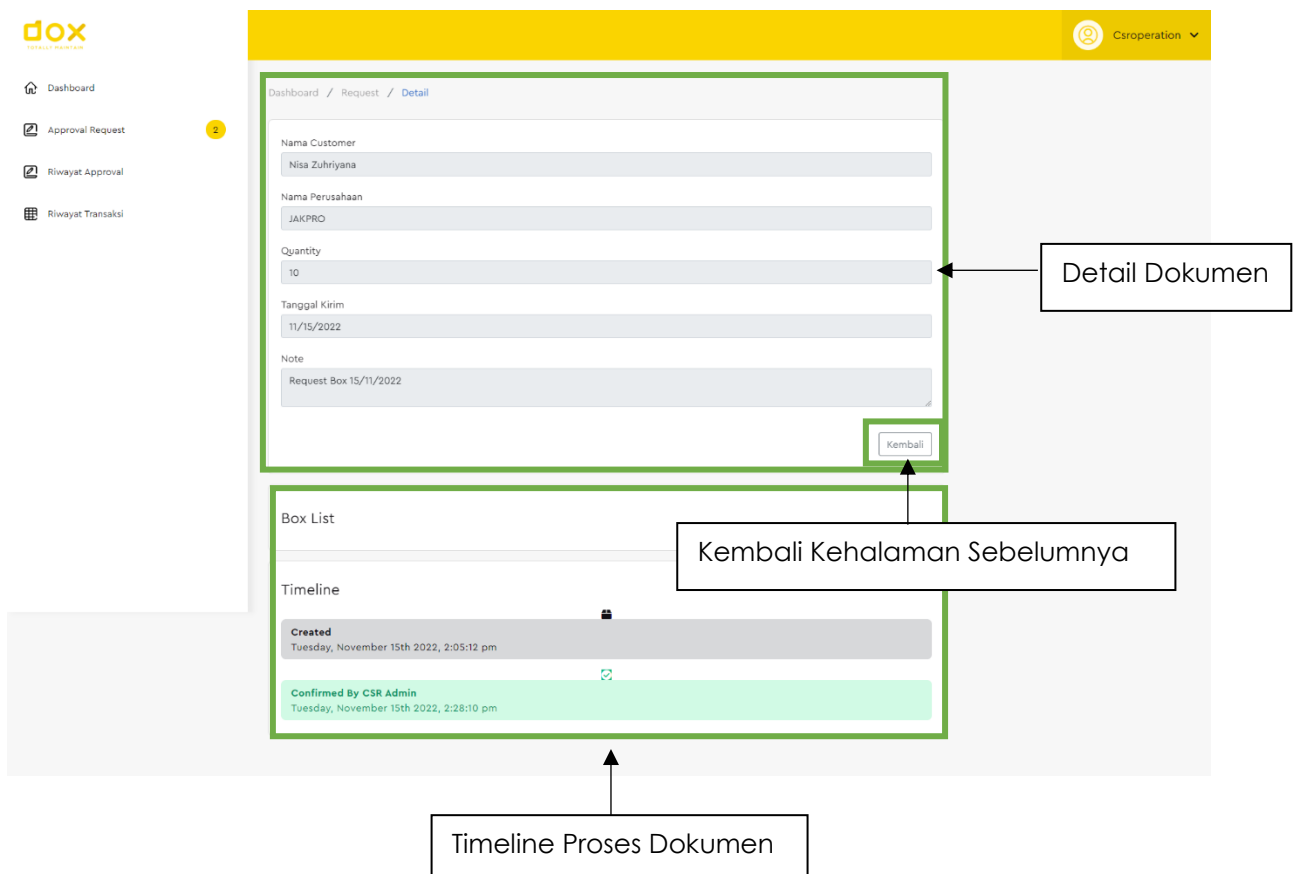 dox
TOTALLY PAINTAIN
Csroperation
Dashboard
Approval Request 2
Riwayat Approval
Riwayat Transaksi
Dashboard / Request / Detail
Nama Customer
Nisa Zuhriyana
Nama Perusahaan
JAKPRO
Quantity
10
Tanggal Kirim
11/15/2022
Note
Request Box 15/11/2022
Kembali
Detail Dokumen
Box List
Kembali Kehalaman Sebelumnya
Timeline
Created
Tuesday, November 15th 2022, 2:05:12 pm
Confirmed By CSR Admin
Tuesday, November 15th 2022, 2:28:10 pm
Timeline Proses Dokumen